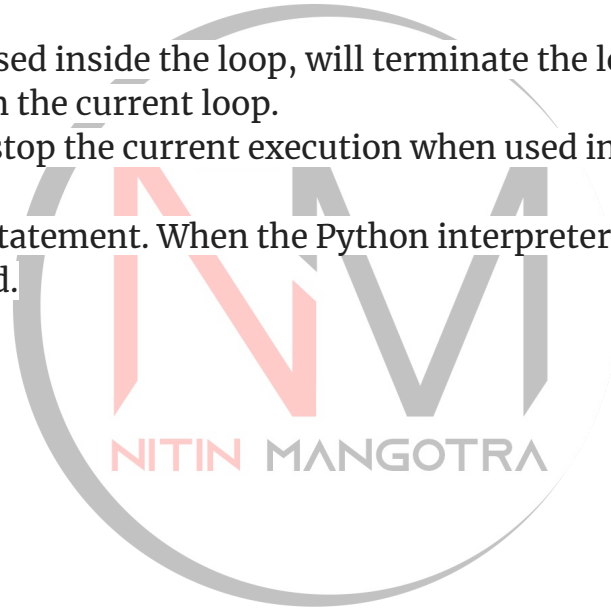 sed inside the loop, will terminate the l
the current loop.
stop the current execution when used in
tatement. When the Python interpreter
d.
NITIN MANGOTRA